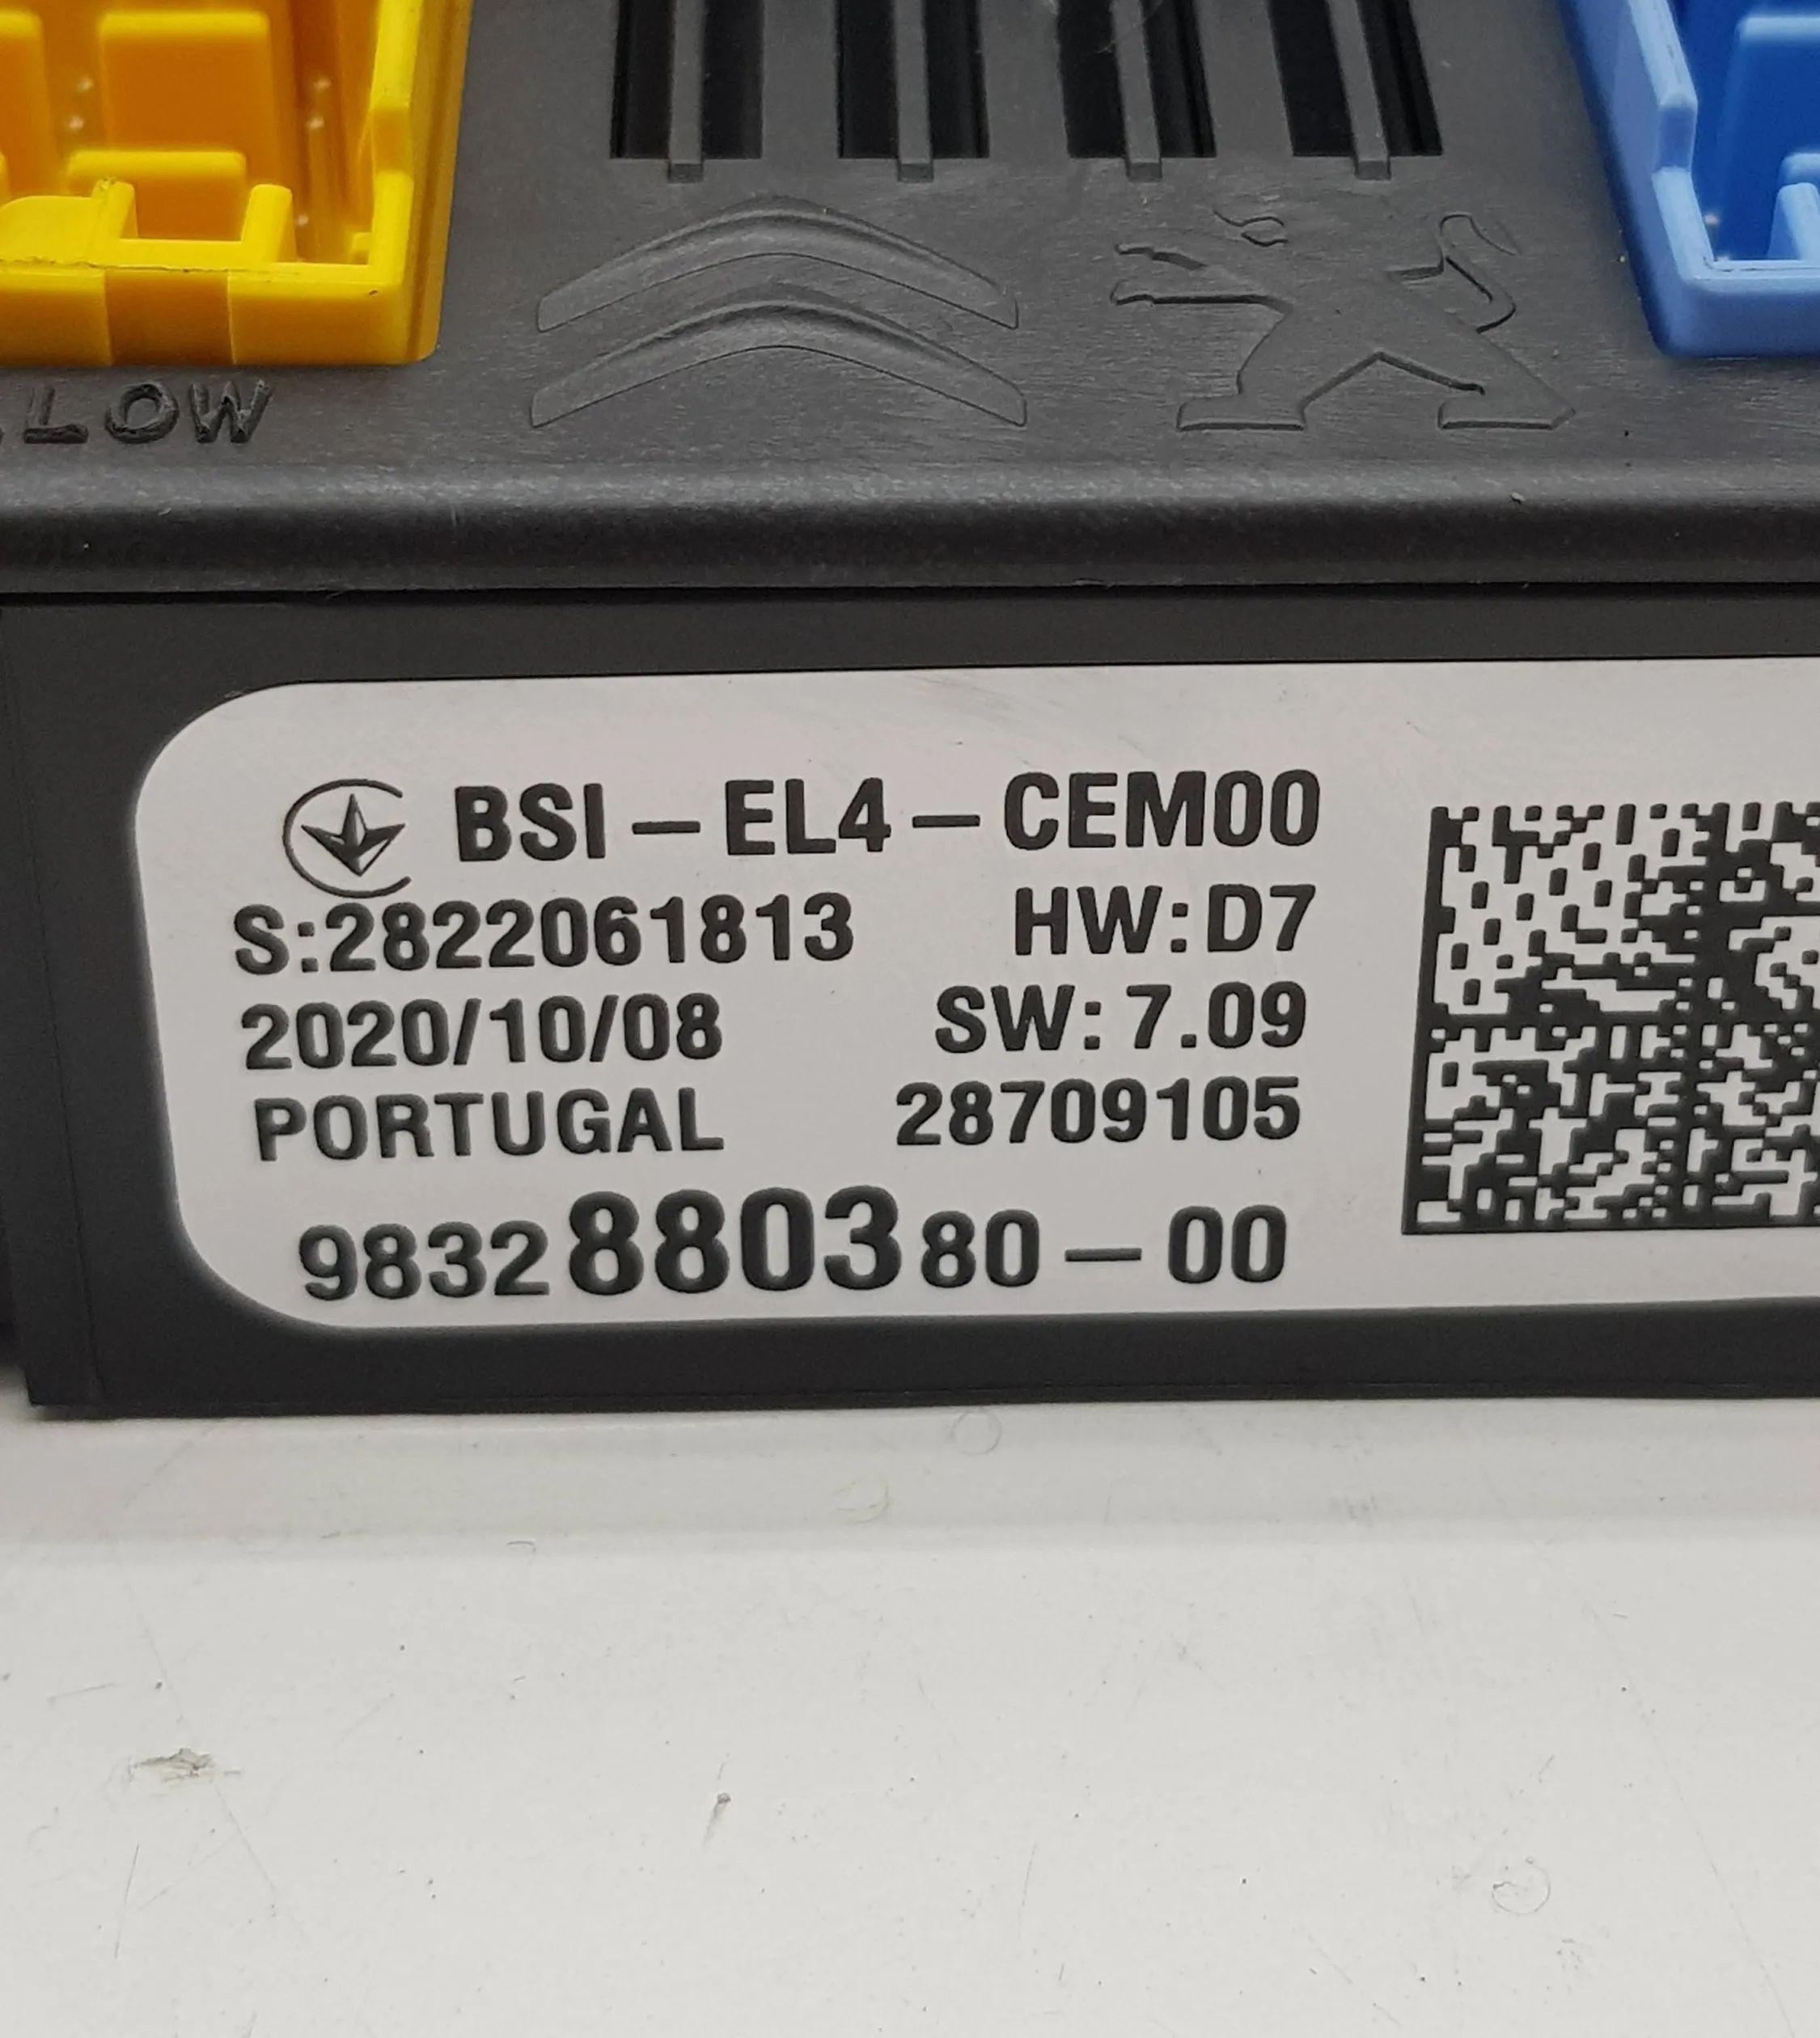 LOW
BSI-EL4-CEM00
S:2822061813 HW:D7
2020/10/08 SW:7.09
PORTUGAL 28709105
9832880380-00